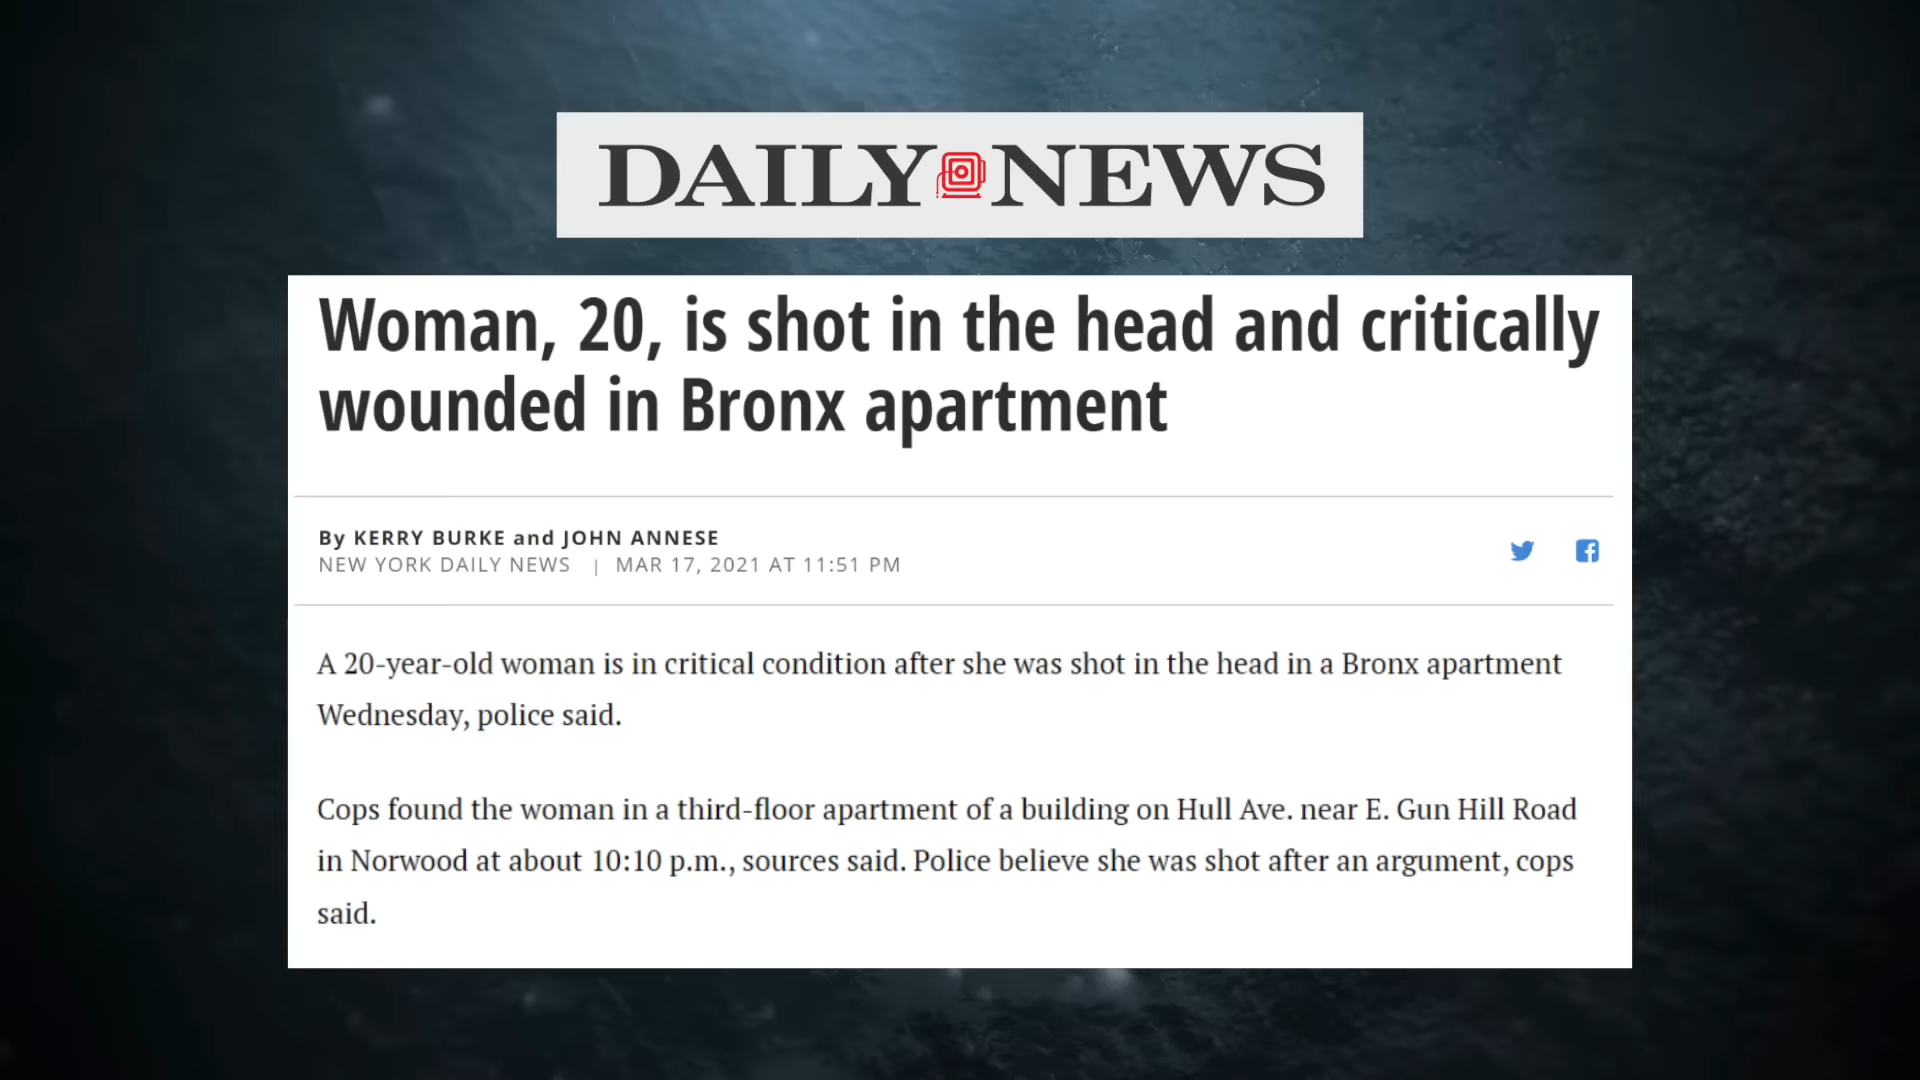 DAILY NEWS
Woman, 20, is shot in the head and critically
wounded in Bronx apartment
By KERRY BURKE and JOHN ANNESE
NEW YORK DAILY NEWS | MAR 17, 2021 AT 11:51 PM
A 20-year-old woman is in critical condition after she was shot in the head in a Bronx apartment
Wednesday, police said.
Cops found the woman in a third-floor apartment of a building on Hull Ave. near E. Gun Hill Road
in Norwood at about 10:10 p.m., sources said. Police believe she was shot after an argument, cops
said.